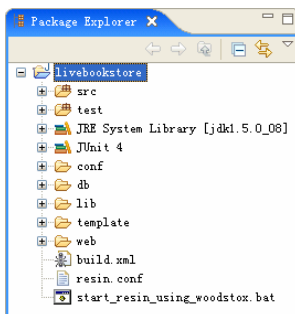 Package Explorer
livebookstore
src
test
JRE System Library [jdk1.5.0_08]
JUnit 4
conf
db
lib
template
web
build.xml
resin.conf
start_resin_using_woodstox.bat